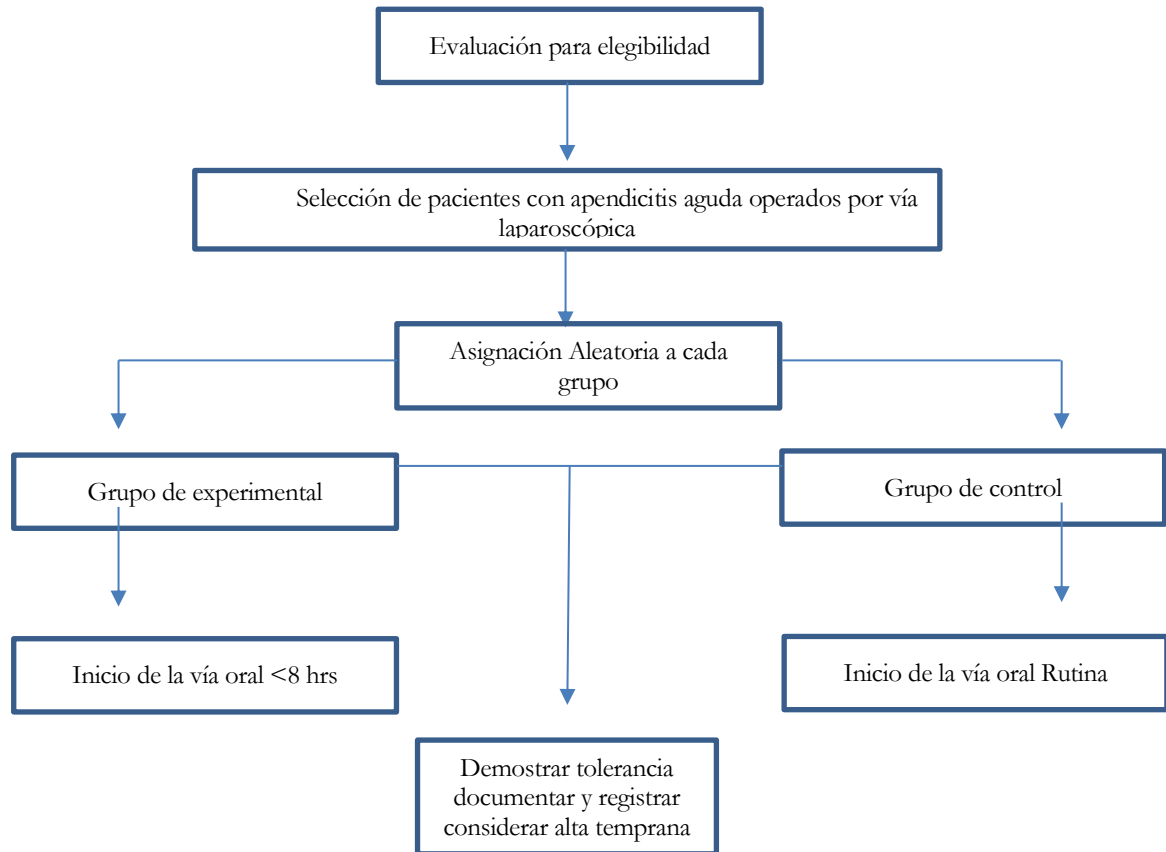 Evaluación para elegibilidad
Selección de pacientes con apendicitis aguda operados por vía
laparoscópica
Asignación Aleatoria a cada
grupo
Grupo de experimental
Grupo de control
Inicio de la vía oral <8 hrs
Inicio de la vía oral Rutina
Demostrar tolerancia
documentar y registrar
considerar alta temprana